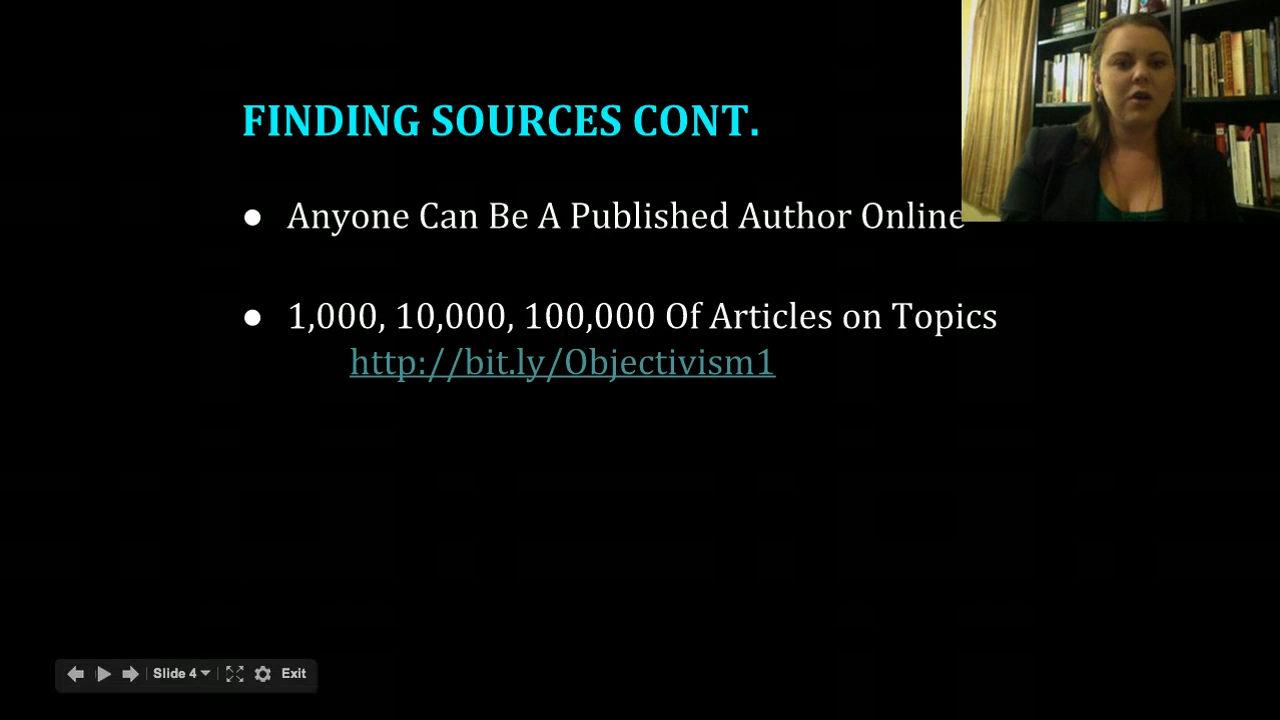 FINDING SOURCES CONT.
● Anyone Can Be A Published Author Online
● 1,000, 10,000, 100,000 Of Articles on Topics
http://bit.ly/Objectivism1
Slide 4 Exit